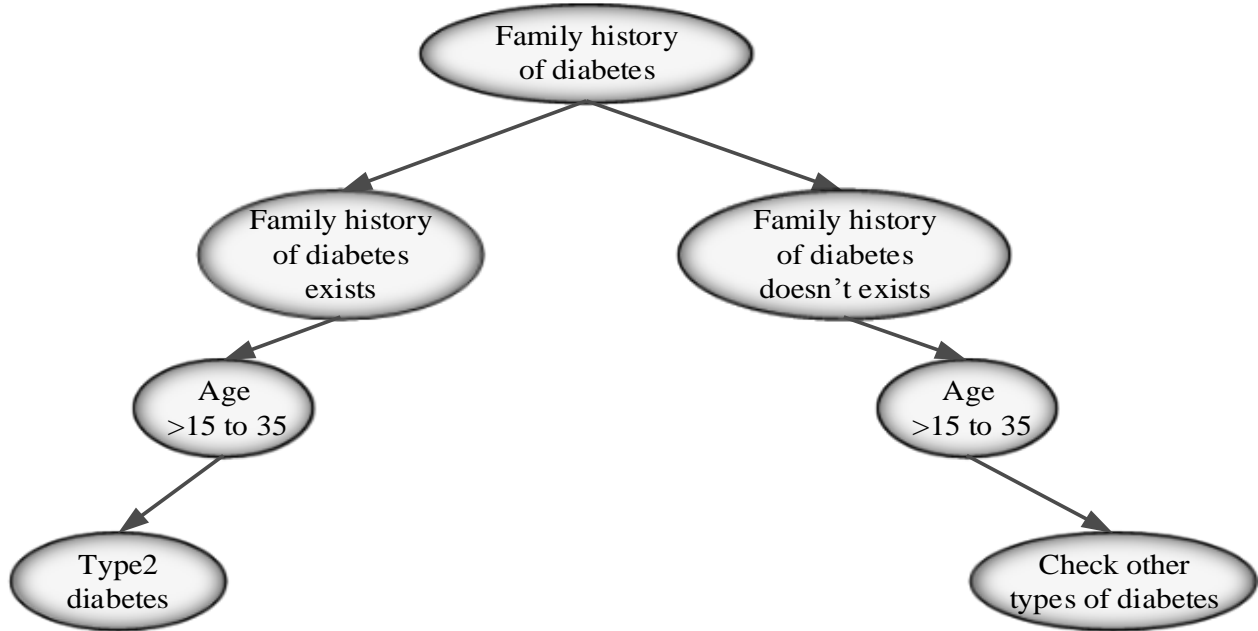 Family history
of diabetes
Family history
of diabetes
exists
Family history
of diabetes
doesn’t exists
Age
>15 to 35
Age
>15 to 35
Type2
diabetes
Check other
types of diabetes